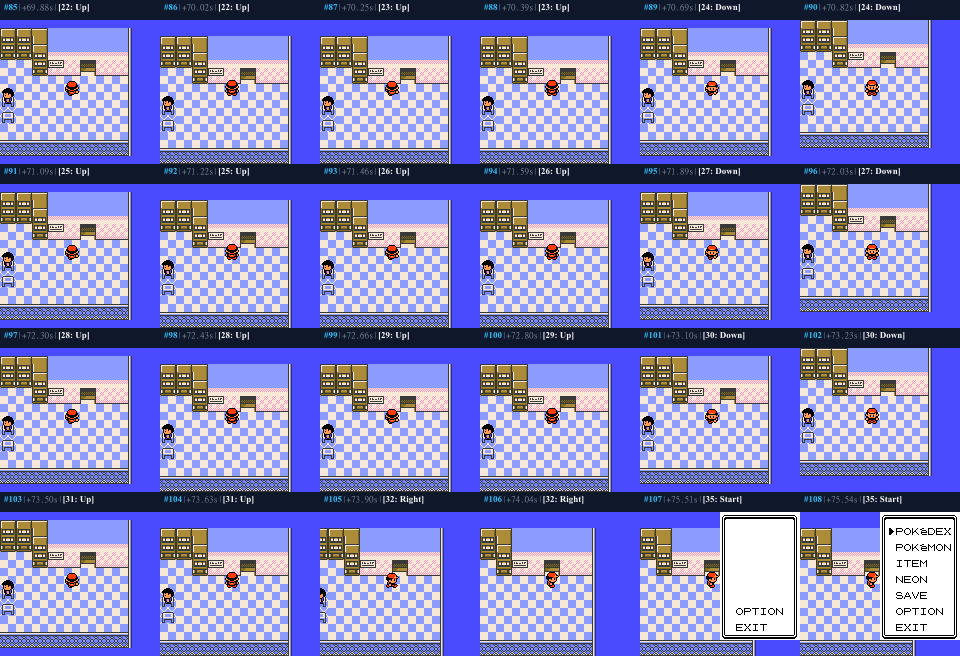 #85|+69.88s|[22: Up] #86|+70.02s|[22: Up] #87|+70.25s|[23: Up] #88|+70.39s|[23: Up] #89|+70.69s|[24: Down] #90|+70.82s|[24: Down]
#91|+71.09s|[25: Up] #92|+71.22s|[25: Up] #93|+71.46s|[26: Up] #94|+71.59s|[26: Up] #95|+71.89s|[27: Down] #96|+72.03s|[27: Down]
#97|+72.30s|[28: Up] #98|+72.43s|[28: Up] #99|+72.66s|[29: Up] #100|+72.80s|[29: Up] #101|+73.10s|[30: Down] #102|+73.23s|[30: Down]
#103|+73.50s|[31: Up] #104|+73.63s|[31: Up] #105|+73.90s|[32: Right] #106|+74.04s|[32: Right] #107|+75.51s|[35: Start] #108|+75.54s|[35: Start]
OPTION
EXIT
▶POKéDEX
POKéMON
ITEM
NEON
SAVE
OPTION
EXIT